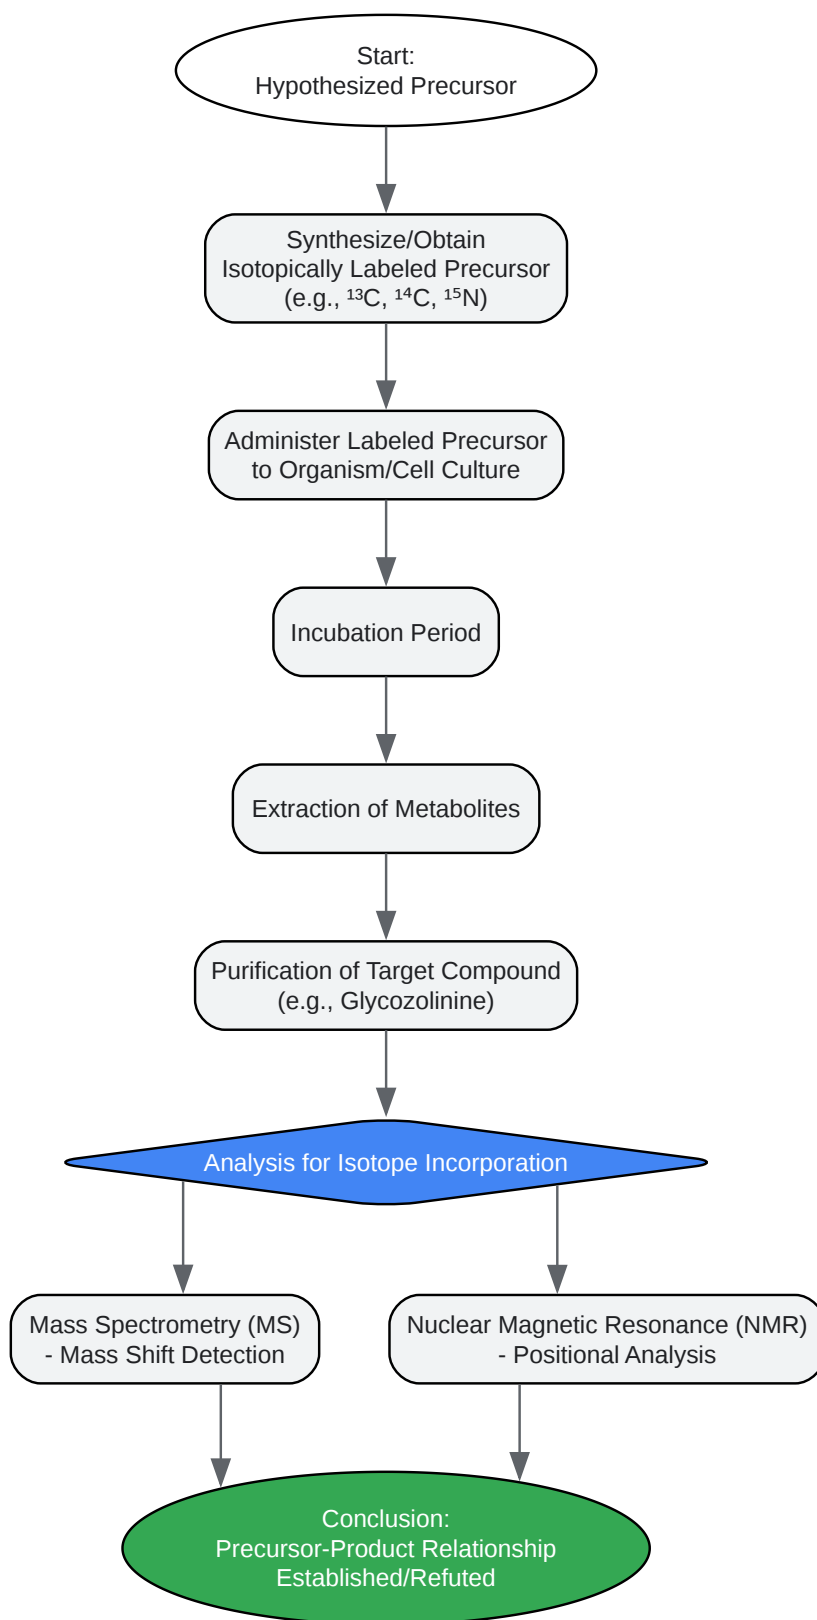 Start:
Hypothesized Precursor
Synthesize/Obtain
Isotopically Labeled Precursor
(e.g., ¹³C, ¹⁴C, ¹⁵N)
Administer Labeled Precursor
to Organism/Cell Culture
Incubation Period
Extraction of Metabolites
Purification of Target Compound
(e.g., Glycozolinine)
Analysis for Isotope Incorporation
Mass Spectrometry (MS)
- Mass Shift Detection
Nuclear Magnetic Resonance (NMR)
- Positional Analysis
Conclusion:
Precursor-Product Relationship
Established/Refuted